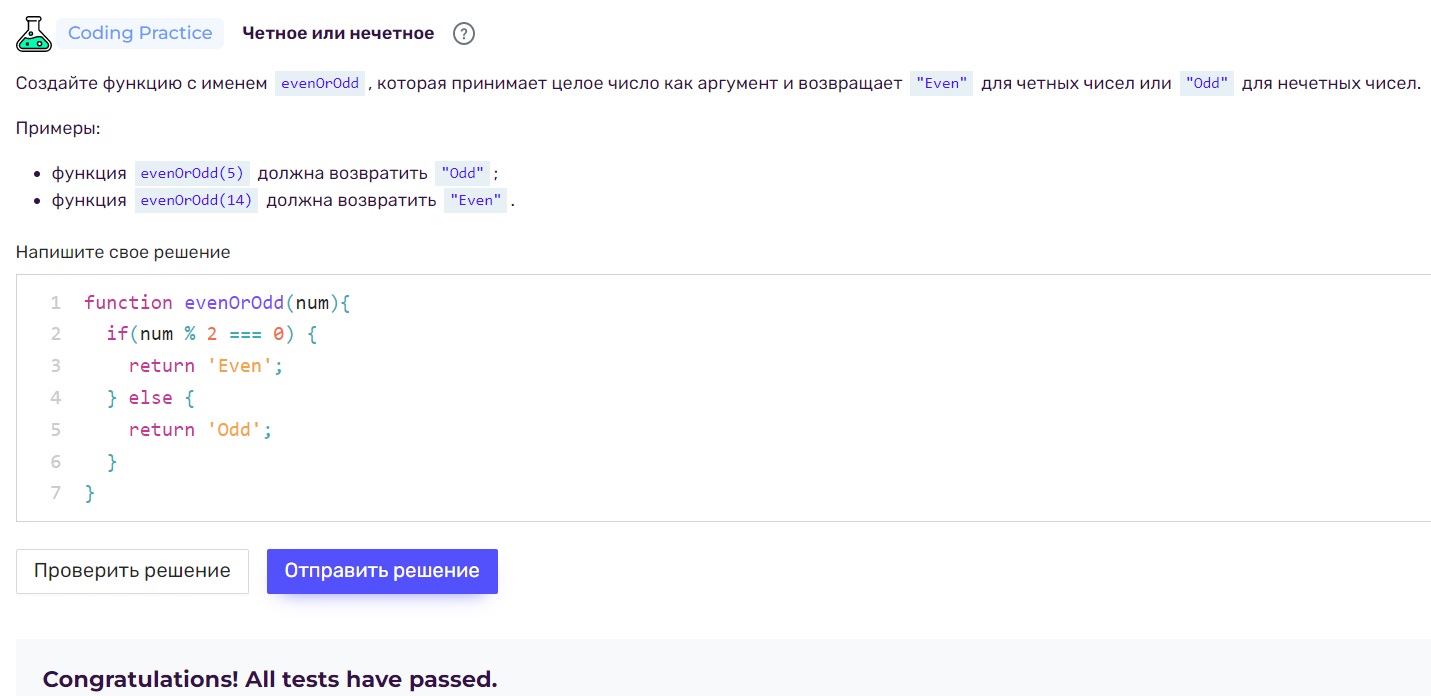 Coding Practice Четное или нечетное ?
Создайте функцию с именем evenOrOdd, которая принимает целое число как аргумент и возвращает "Even" для четных чисел или "Odd" для нечетных чисел.
Примеры:
• функция evenOrOdd(5) должна возвратить "Odd";
• функция evenOrOdd(14) должна возвратить "Even".
Напишите свое решение
1 function evenOrOdd(num){
2   if(num % 2 === 0) {
3     return 'Even';
4   } else {
5     return 'Odd';
6   }
7 }
Проверить решение Отправить решение
Congratulations! All tests have passed.